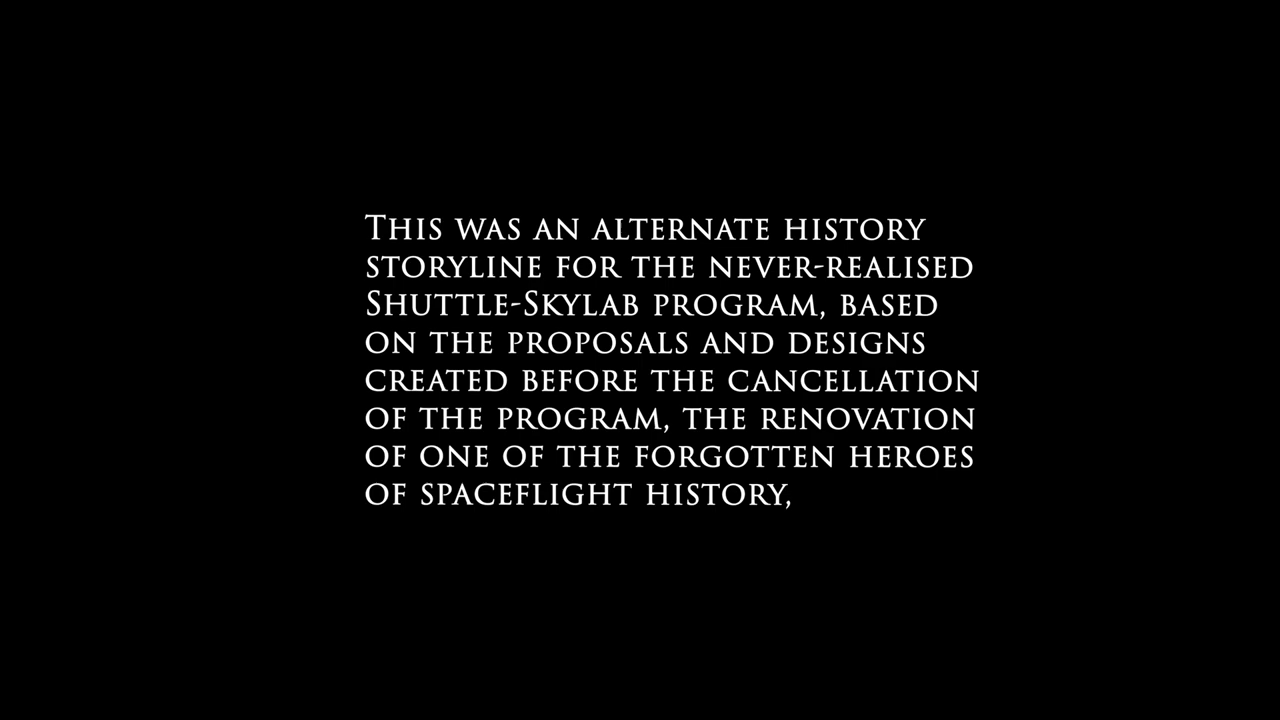 This was an alternate history
storyline for the never-realised
Shuttle-Skylab program, based
on the proposals and designs
created before the cancellation
of the program, the renovation
of one of the forgotten heroes
of spaceflight history,